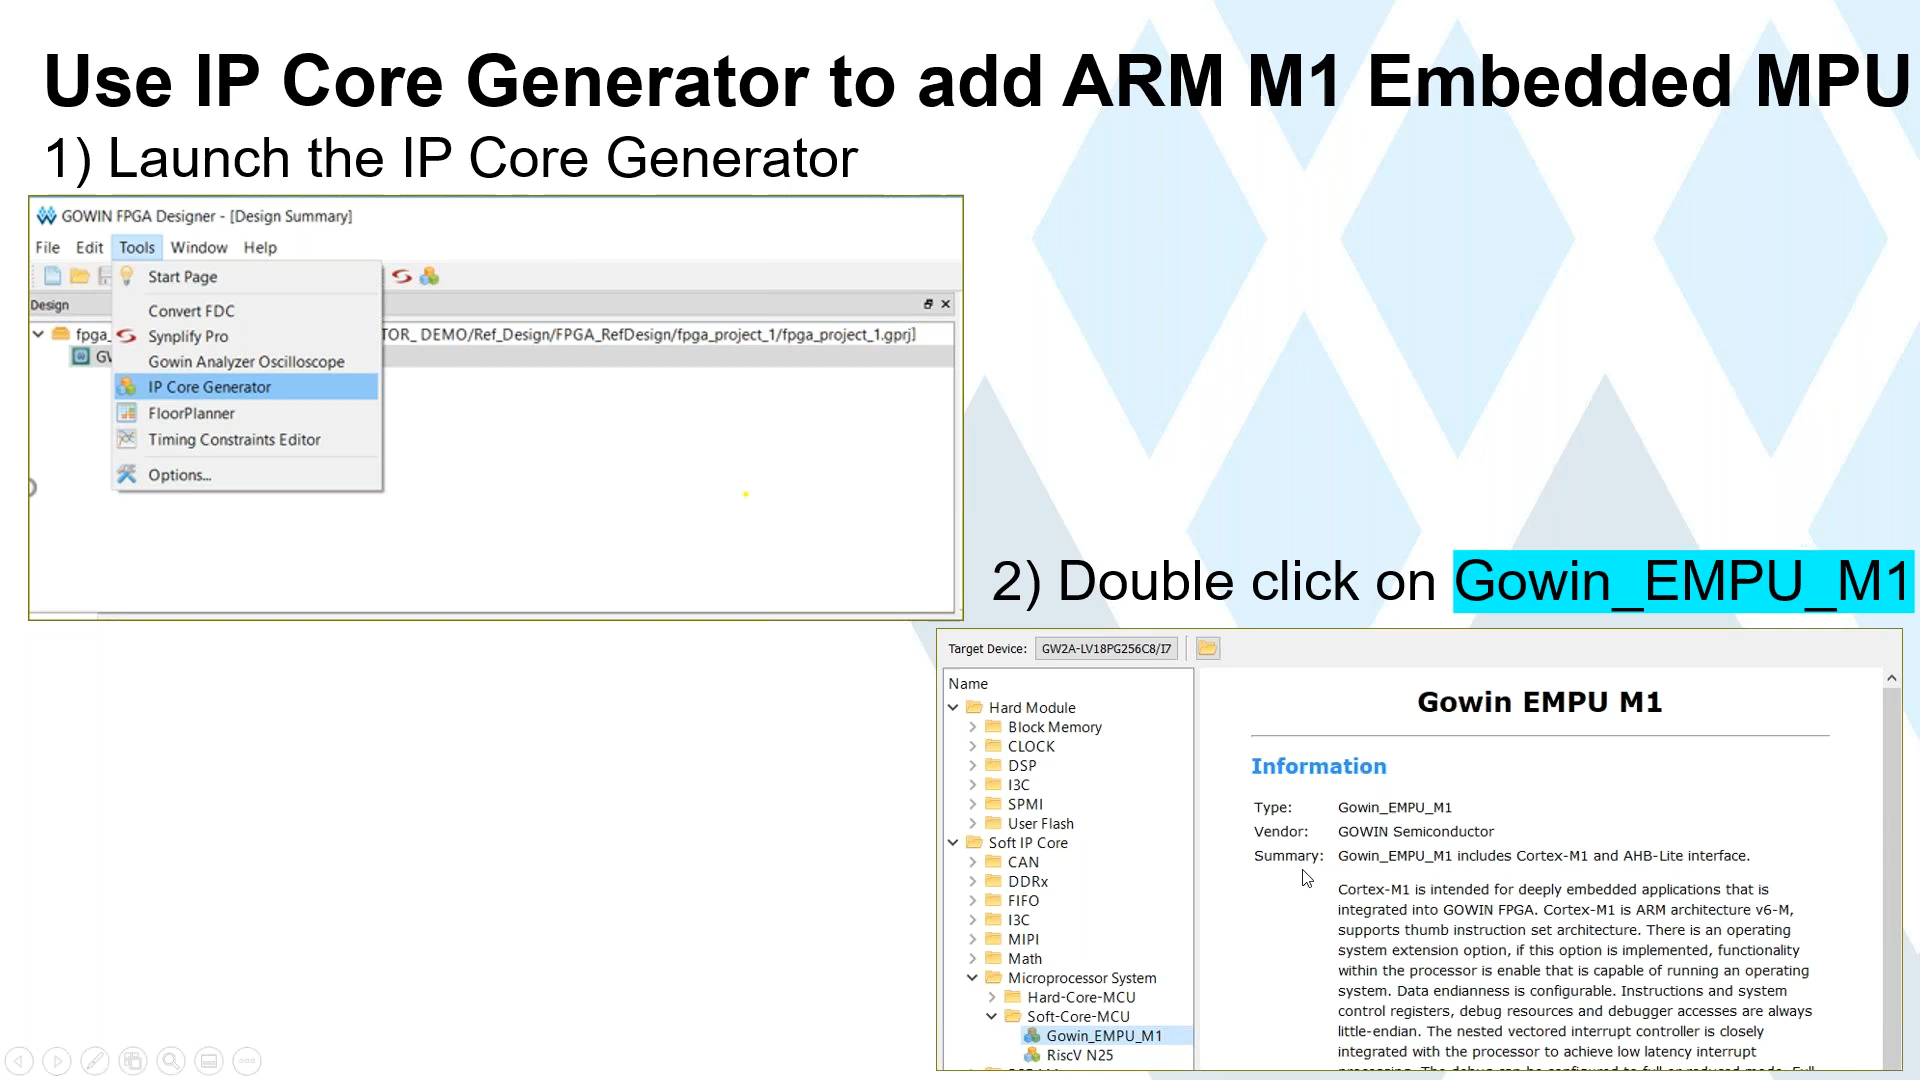 Use IP Core Generator to add ARM M1 Embedded MPU
1) Launch the IP Core Generator
GOWIN FPGA Designer - [Design Summary]
File Edit Tools Window Help
Start Page
Design
Convert FDC
fpga_
Synplify Pro
TOR_ DEMO/Ref_Design/FPGA_RefDesign/fpga_project_1/fpga_project_1.gprj]
Gowin Analyzer Oscilloscope
IP Core Generator
FloorPlanner
Timing Constraints Editor
Options...
2) Double click on Gowin_EMPU_M1
Target Device: GW2A-LV18PG256C8/I7
Name
Hard Module
Block Memory
CLOCK
DSP
I3C
SPMI
User Flash
Soft IP Core
CAN
DDRx
FIFO
I3C
MIPI
Math
Microprocessor System
Hard-Core-MCU
Soft-Core-MCU
Gowin_EMPU_M1
RiscV N25
Gowin EMPU M1
Information
Type: Gowin_EMPU_M1
Vendor: GOWIN Semiconductor
Summary: Gowin_EMPU_M1 includes Cortex-M1 and AHB-Lite interface.
Cortex-M1 is intended for deeply embedded applications that is
integrated into GOWIN FPGA. Cortex-M1 is ARM architecture v6-M,
supports thumb instruction set architecture. There is an operating
system extension option, if this option is implemented, functionality
within the processor is enable that is capable of running an operating
system. Data endianness is configurable. Instructions and system
control registers, debug resources and debugger accesses are always
little-endian. The nested vectored interrupt controller is closely
integrated with the processor to achieve low latency interrupt